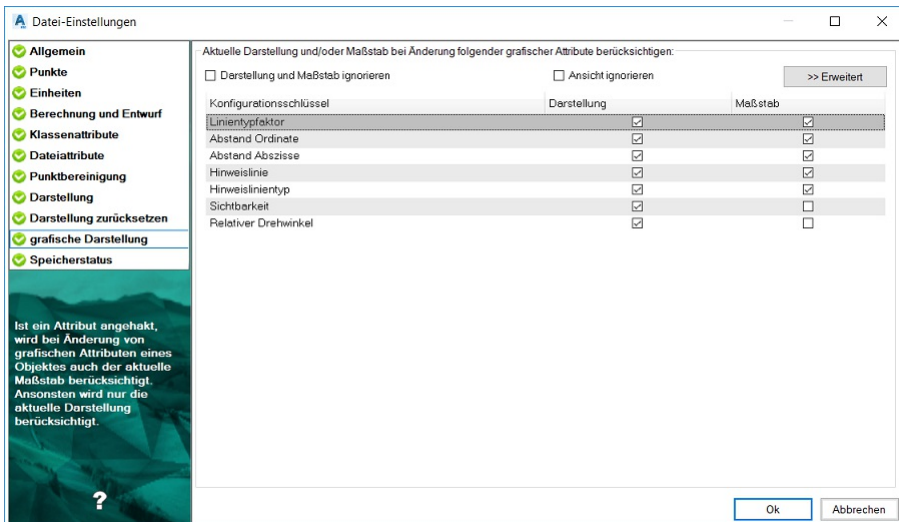 Datei-Einstellungen
Allgemein
Punkte
Einheiten
Berechnung und Entwurf
Klassenattribute
Dateiattribute
Punktbereinigung
Darstellung
Darstellung zurücksetzen
grafische Darstellung
Speicherstatus
Ist ein Attribut angehakt,
wird bei Änderung von
grafischen Attributen eines
Objektes auch der aktuelle
Maßstab berücksichtigt.
Ansonsten wird nur die
aktuelle Darstellung
berücksichtigt.
?
Aktuelle Darstellung und/oder Maßstab bei Änderung folgender grafischer Attribute berücksichtigen:
Darstellung und Maßstab ignorieren Ansicht ignorieren >> Erweitert
Konfigurationsschlüssel Darstellung Maßstab
Linientypfaktor
Abstand Ordinate
Abstand Abszisse
Hinweislinie
Hinweislinientyp
Sichtbarkeit
Relativer Drehwinkel
Ok Abbrechen